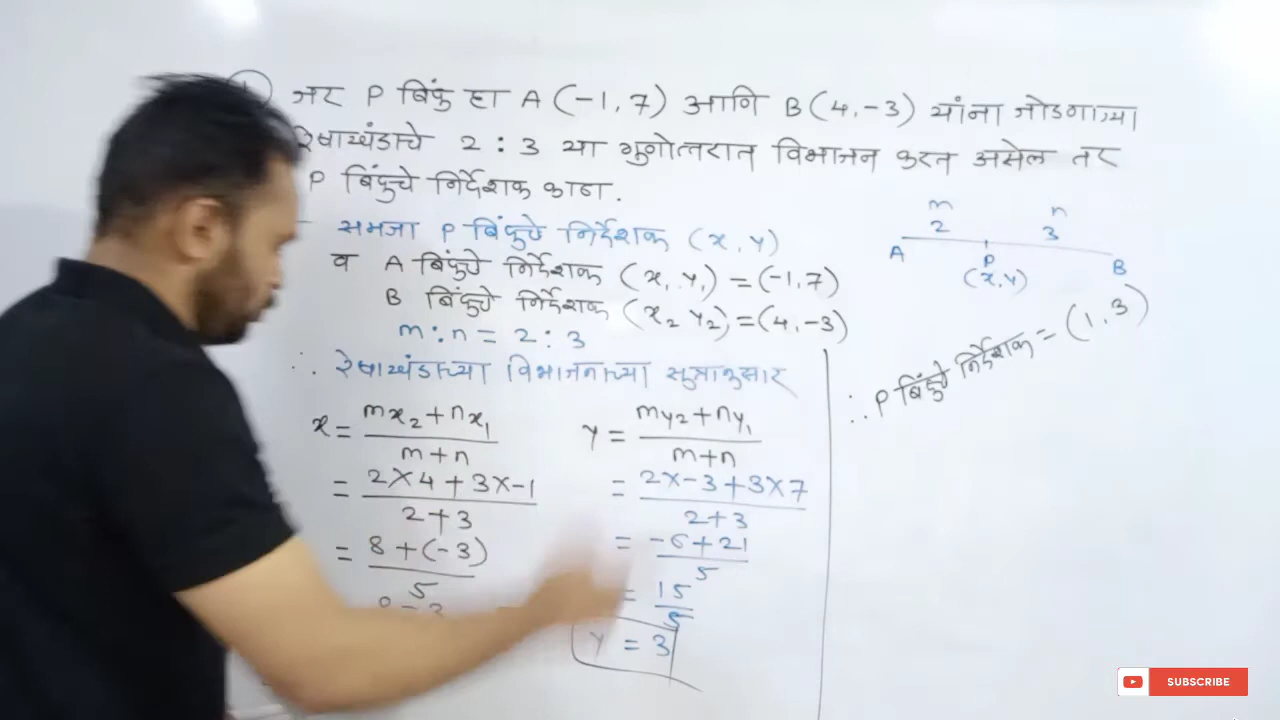 जर P बिंदु हा A (-1, 7) आणि B (4, -3) यांना जोडणाऱ्या
रेषाखंडाचे 2 : 3 या गुणोत्तरात विभाजन करत असेल तर
P बिंदुचे निर्देशक काढा.
समजा P बिंदुचे निर्देशक (x, y)
व A बिंदुचे निर्देशक (x₁, y₁) = (-1, 7)
B बिंदुचे निर्देशक (x₂ y₂) = (4, -3)
m : n = 2 : 3
∴ रेषाखंडाच्या विभाजनाच्या सुत्रानुसार
x = (mx₂ + nx₁) / (m+n)
= (2×4 + 3×-1) / (2+3)
= (8 + (-3)) / 5
y = (my₂ + ny₁) / (m+n)
= (2×-3 + 3×7) / (2+3)
= (-6 + 21) / 5
= 15 / 5
y = 3
m n
2 3
A P B
(x, y)
∴ P बिंदुचे निर्देशक = (1, 3)
SUBSCRIBE